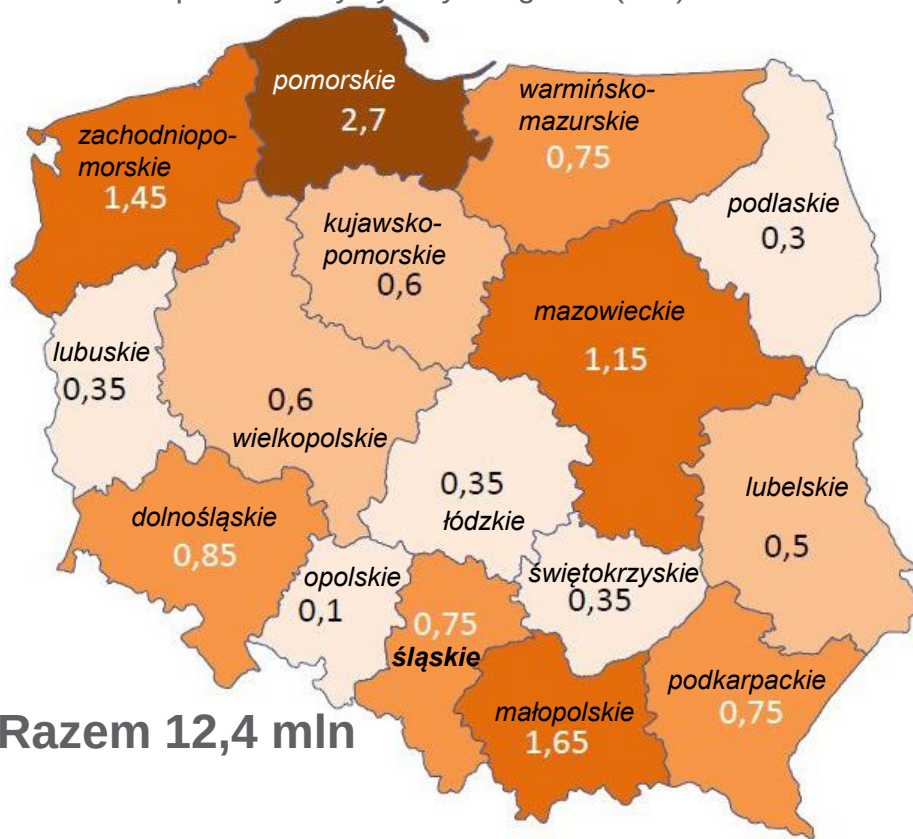 pomorskie
2,7
warmińsko-
mazurskie
0,75
zachodniopo-
morskie
1,45
podlaskie
0,3
kujawsko-
pomorskie
0,6
mazowieckie
1,15
lubuskie
0,35
0,6
wielkopolskie
0,35
łódzkie
lubelskie
0,5
dolnośląskie
0,85
opolskie
0,1
świętokrzyskie
0,35
0,75
śląskie
podkarpackie
0,75
małopolskie
1,65
Razem 12,4 mln